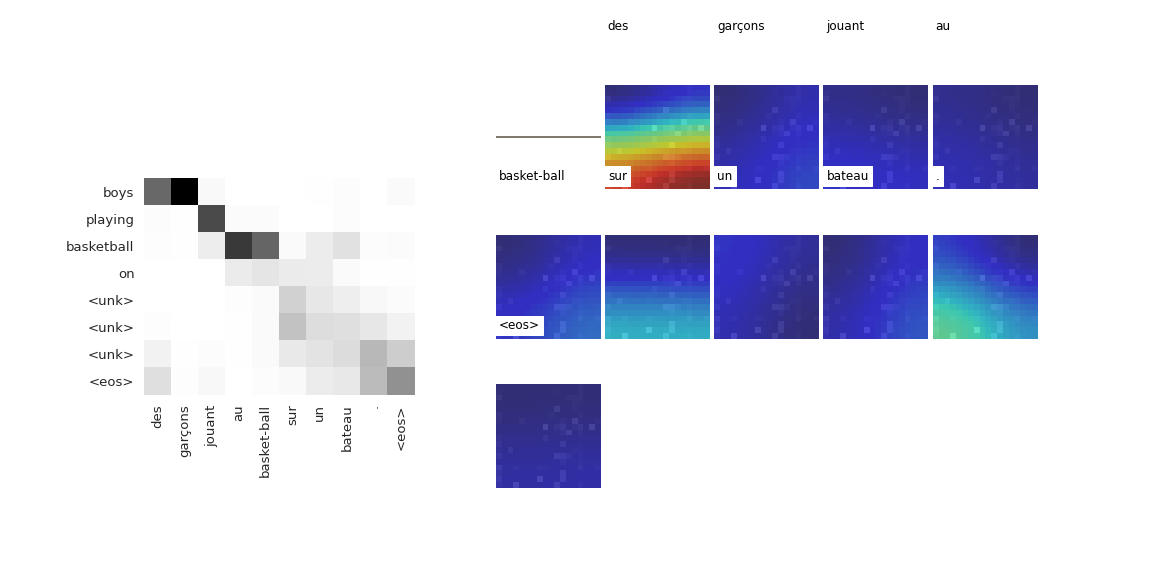 boys
playing
basketball
on
<unk>
<unk>
<unk>
<eos>
des
garçons
jouant
au
basket-ball
sur
un
bateau
.
<eos>
des garçons jouant au
basket-ball sur un bateau .
<eos>